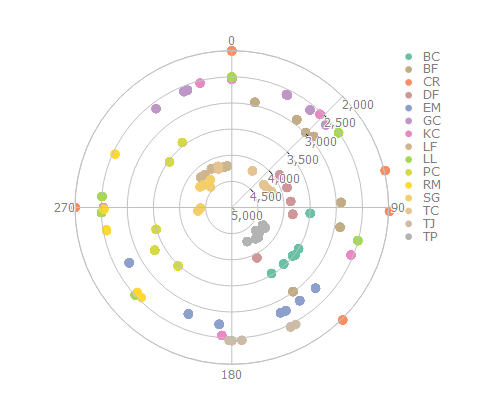 0
BC
BF
CR
DF
EM
GC
KC
LF
LL
PC
RM
SG
TC
TJ
TP
2,000
2,500
3,000
3,500
4,000
4,500
5,000
270
90
180